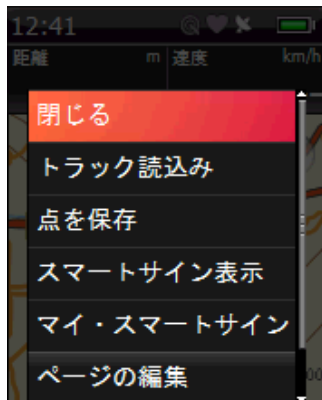 12:41
距離 m 速度 km/h
閉じる
トラック読込み
点を保存
スマートサイン表示
マイ・スマートサイン
ページの編集